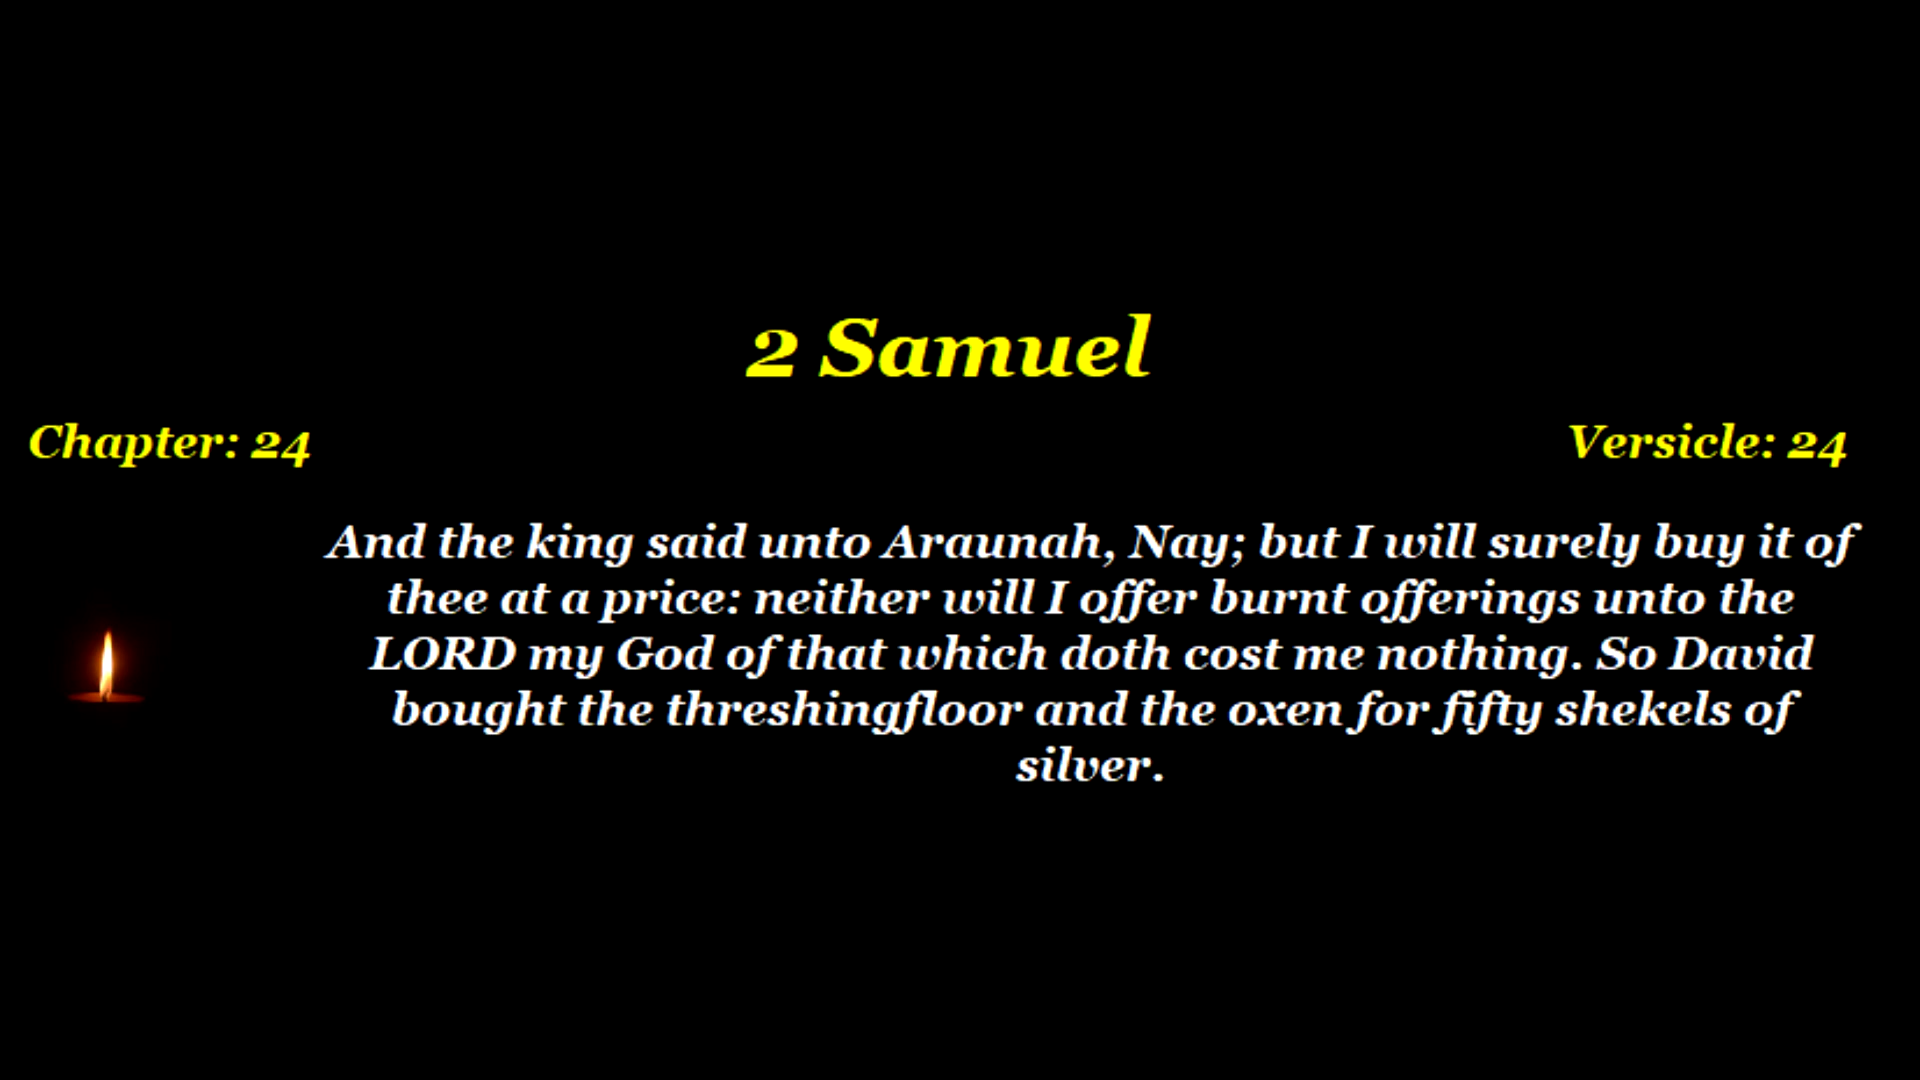 2 Samuel
Chapter: 24
Versicle: 24
And the king said unto Araunah, Nay; but I will surely buy it of
thee at a price: neither will I offer burnt offerings unto the
LORD my God of that which doth cost me nothing. So David
bought the threshingfloor and the oxen for fifty shekels of
silver.